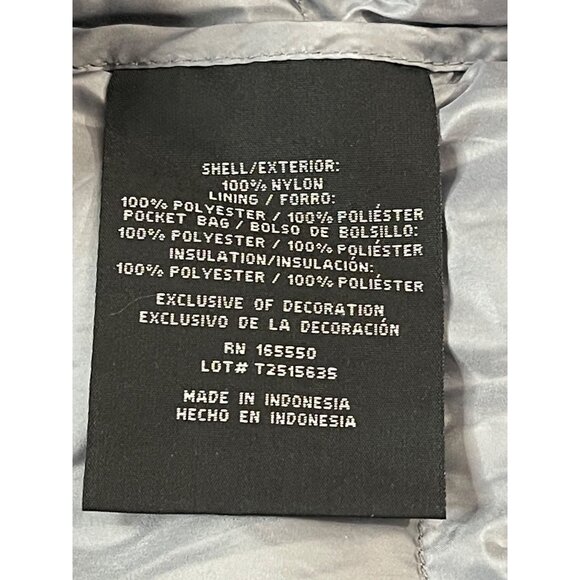 SHELL/EXTERIOR:
100% NYLON
LINING / FORRO:
100% POLYESTER / 100% POLIÉSTER
POCKET BAG / BOLSO DE BOLSILLO:
100% POLYESTER / 100% POLIÉSTER
INSULATION/INSULACIÓN:
100% POLYESTER / 100% POLIÉSTER
EXCLUSIVE OF DECORATION
EXCLUSIVO DE LA DECORACIÓN
RN 165550
LOT# T251563S
MADE IN INDONESIA
HECHO EN INDONESIA